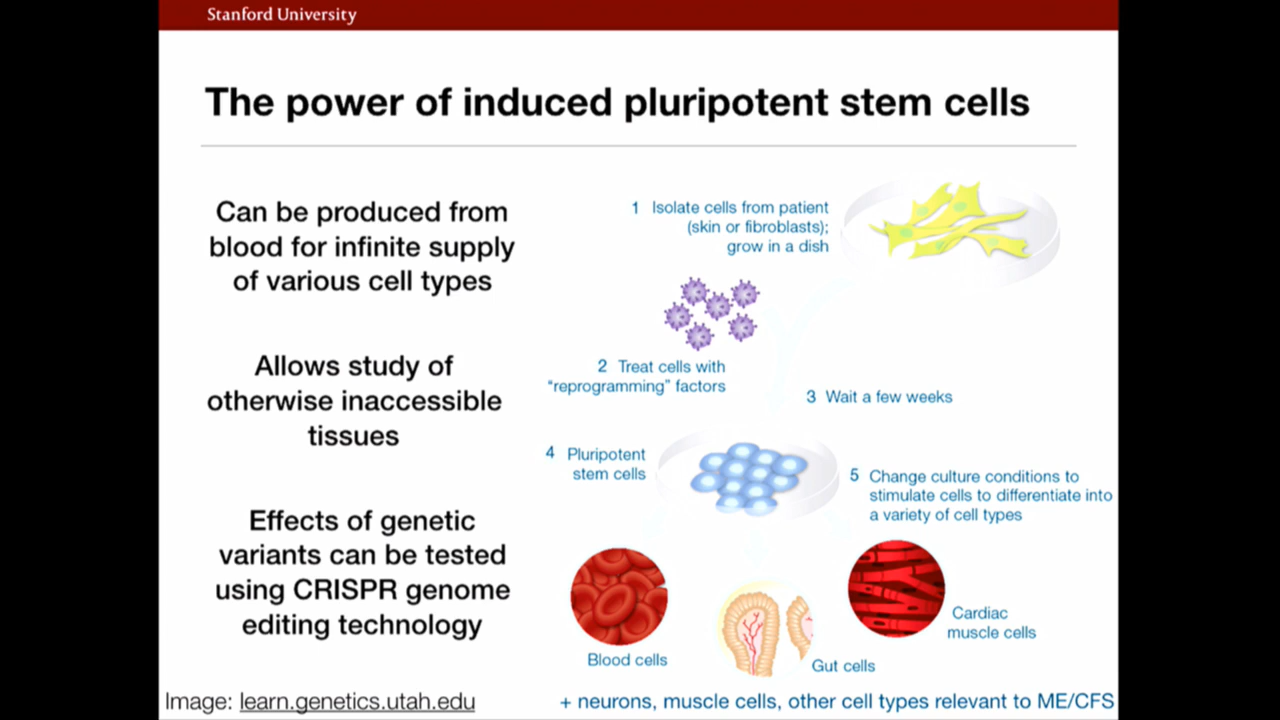 Stanford University
The power of induced pluripotent stem cells
Can be produced from
blood for infinite supply
of various cell types
Allows study of
otherwise inaccessible
tissues
Effects of genetic
variants can be tested
using CRISPR genome
editing technology
1 Isolate cells from patient
(skin or fibroblasts);
grow in a dish
2 Treat cells with
“reprogramming” factors
3 Wait a few weeks
4 Pluripotent
stem cells
5 Change culture conditions to
stimulate cells to differentiate into
a variety of cell types
Blood cells
Gut cells
Cardiac
muscle cells
Image: learn.genetics.utah.edu
+ neurons, muscle cells, other cell types relevant to ME/CFS